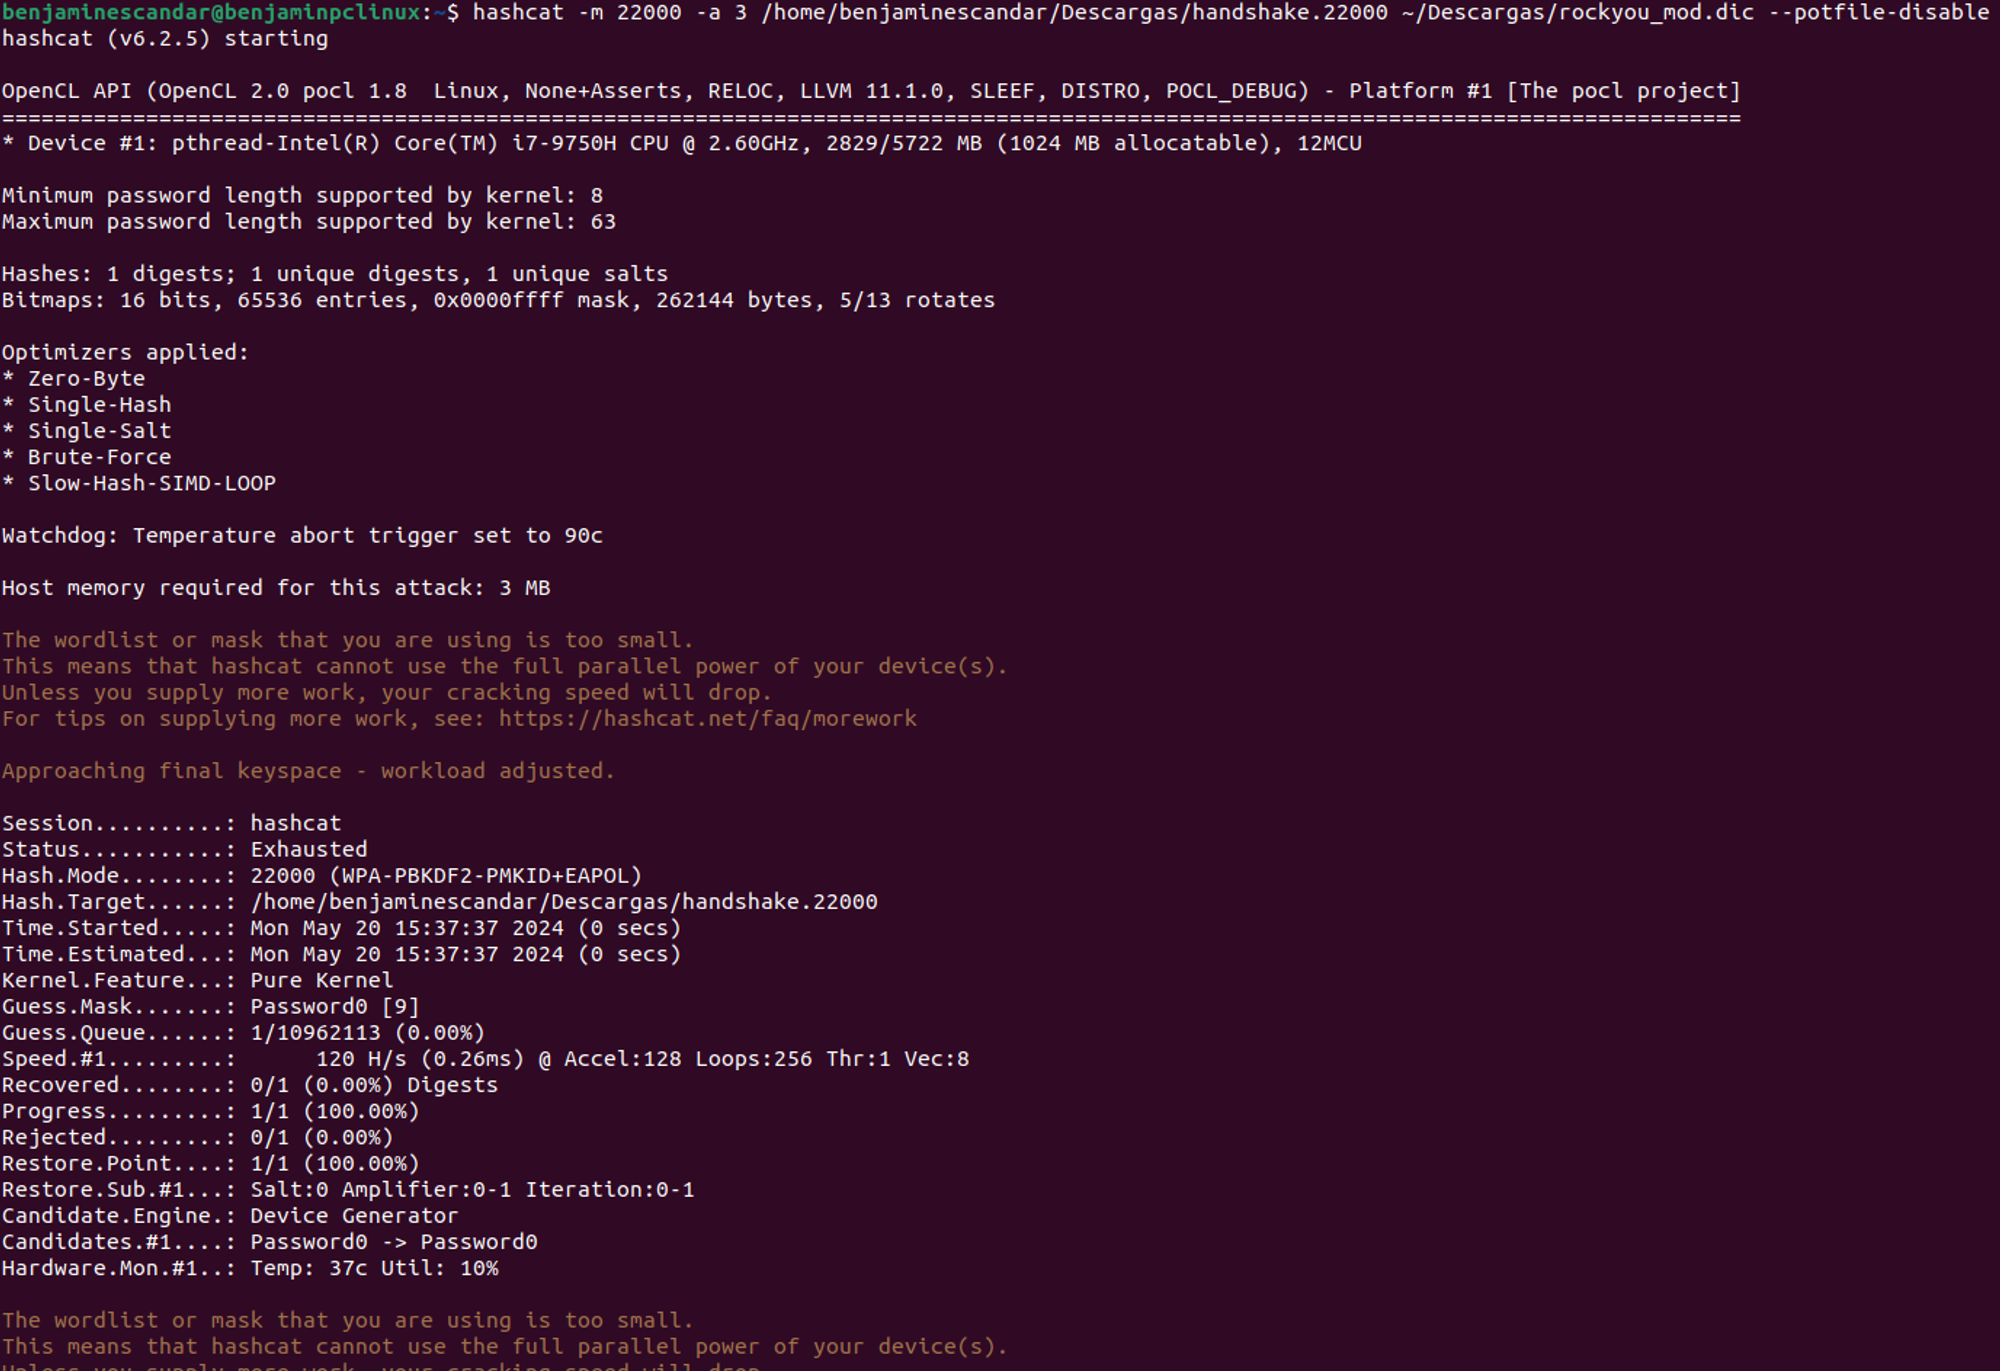 benjaminescandar@benjaminpclinux:~$ hashcat -m 22000 -a 3 /home/benjaminescandar/Descargas/handshake.22000 ~/Descargas/rockyou_mod.dic --potfile-disable
hashcat (v6.2.5) starting
OpenCL API (OpenCL 2.0 pocl 1.8  Linux, None+Asserts, RELOC, LLVM 11.1.0, SLEEF, DISTRO, POCL_DEBUG) - Platform #1 [The pocl project]
=====================================================================================================================================
* Device #1: pthread-Intel(R) Core(TM) i7-9750H CPU @ 2.60GHz, 2829/5722 MB (1024 MB allocatable), 12MCU
Minimum password length supported by kernel: 8
Maximum password length supported by kernel: 63
Hashes: 1 digests; 1 unique digests, 1 unique salts
Bitmaps: 16 bits, 65536 entries, 0x0000ffff mask, 262144 bytes, 5/13 rotates
Optimizers applied:
* Zero-Byte
* Single-Hash
* Single-Salt
* Brute-Force
* Slow-Hash-SIMD-LOOP
Watchdog: Temperature abort trigger set to 90c
Host memory required for this attack: 3 MB
The wordlist or mask that you are using is too small.
This means that hashcat cannot use the full parallel power of your device(s).
Unless you supply more work, your cracking speed will drop.
For tips on supplying more work, see: https://hashcat.net/faq/morework
Approaching final keyspace - workload adjusted.
Session..........: hashcat
Status...........: Exhausted
Hash.Mode........: 22000 (WPA-PBKDF2-PMKID+EAPOL)
Hash.Target......: /home/benjaminescandar/Descargas/handshake.22000
Time.Started.....: Mon May 20 15:37:37 2024 (0 secs)
Time.Estimated...: Mon May 20 15:37:37 2024 (0 secs)
Kernel.Feature...: Pure Kernel
Guess.Mask.......: Password0 [9]
Guess.Queue......: 1/10962113 (0.00%)
Speed.#1.........:      120 H/s (0.26ms) @ Accel:128 Loops:256 Thr:1 Vec:8
Recovered........: 0/1 (0.00%) Digests
Progress.........: 1/1 (100.00%)
Rejected.........: 0/1 (0.00%)
Restore.Point....: 1/1 (100.00%)
Restore.Sub.#1...: Salt:0 Amplifier:0-1 Iteration:0-1
Candidate.Engine.: Device Generator
Candidates.#1....: Password0 -> Password0
Hardware.Mon.#1..: Temp: 37c Util: 10%
The wordlist or mask that you are using is too small.
This means that hashcat cannot use the full parallel power of your device(s).
Unless you supply more work, your cracking speed will drop.